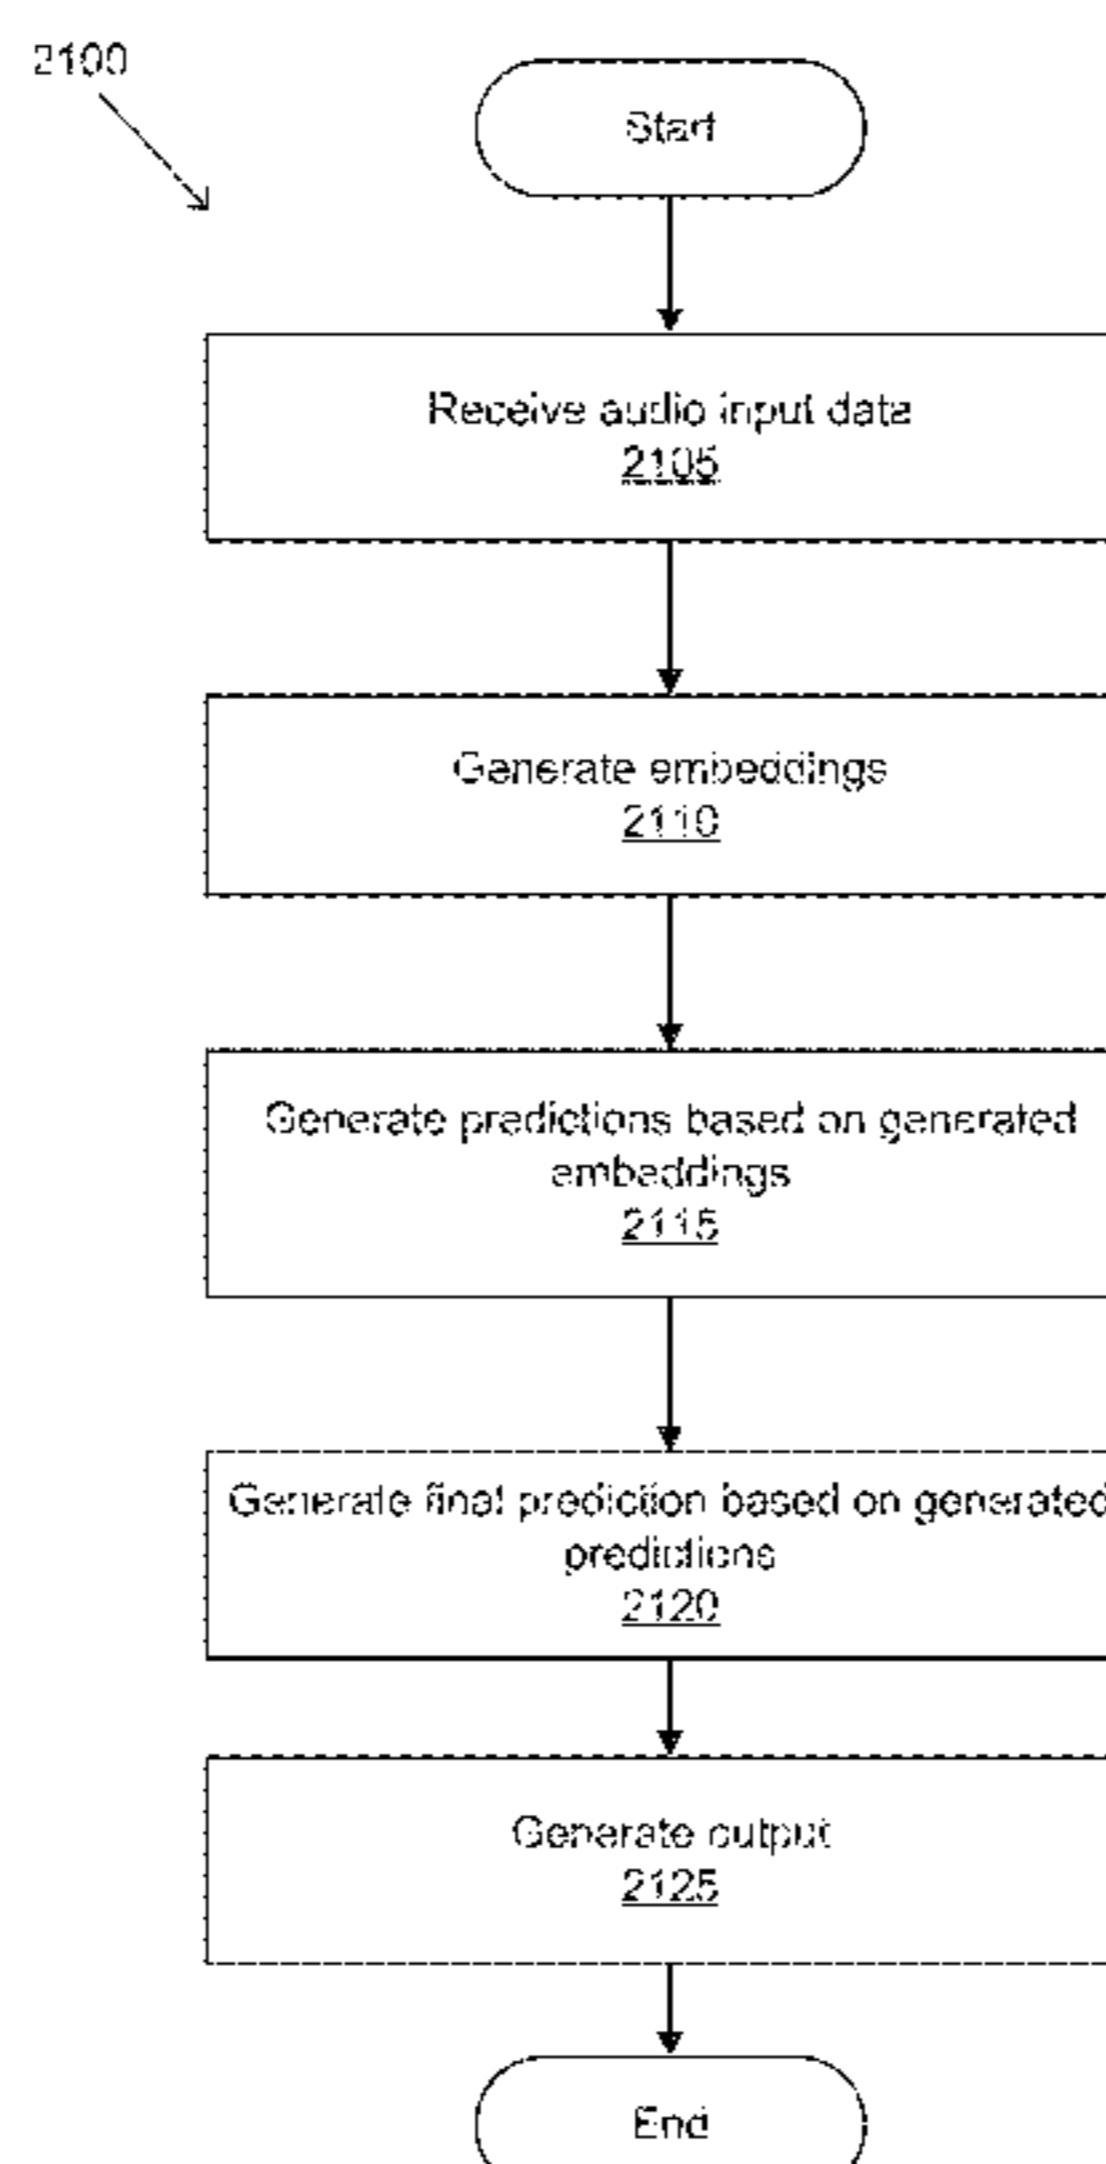 2100
Start
Receive audio input data
2105
Generate embeddings
2110
Generate predictions based on generated
embeddings
2115
Generate final prediction based on generated
predictions
2120
Generate output
2125
End